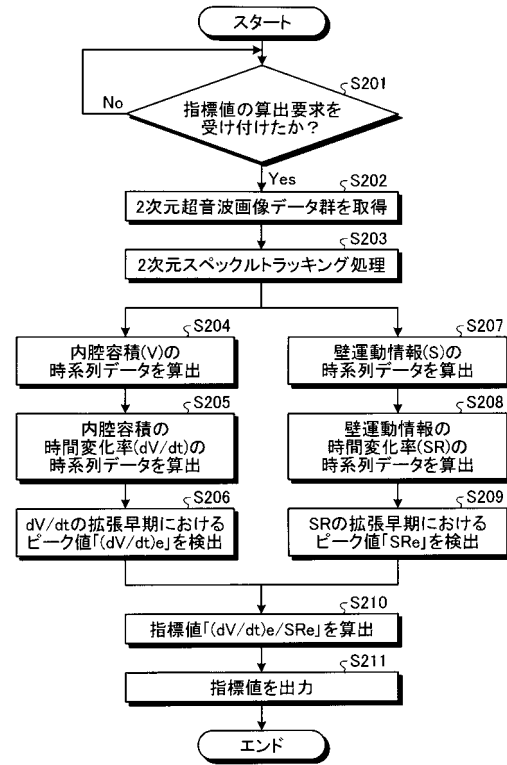 スタート
S201
指標値の算出要求を
受け付けたか？
No
Yes
S202
2次元超音波画像データ群を取得
S203
2次元スペックルトラッキング処理
S204
内腔容積(V)の
時系列データを算出
S205
内腔容積の
時間変化率(dV/dt)の
時系列データを算出
S206
dV/dtの拡張早期における
ピーク値「(dV/dt)e」を検出
S207
壁運動情報(S)の
時系列データを算出
S208
壁運動情報の
時間変化率(SR)の
時系列データを算出
S209
SRの拡張早期における
ピーク値「SRe」を検出
S210
指標値「(dV/dt)e/SRe」を算出
S211
指標値を出力
エンド